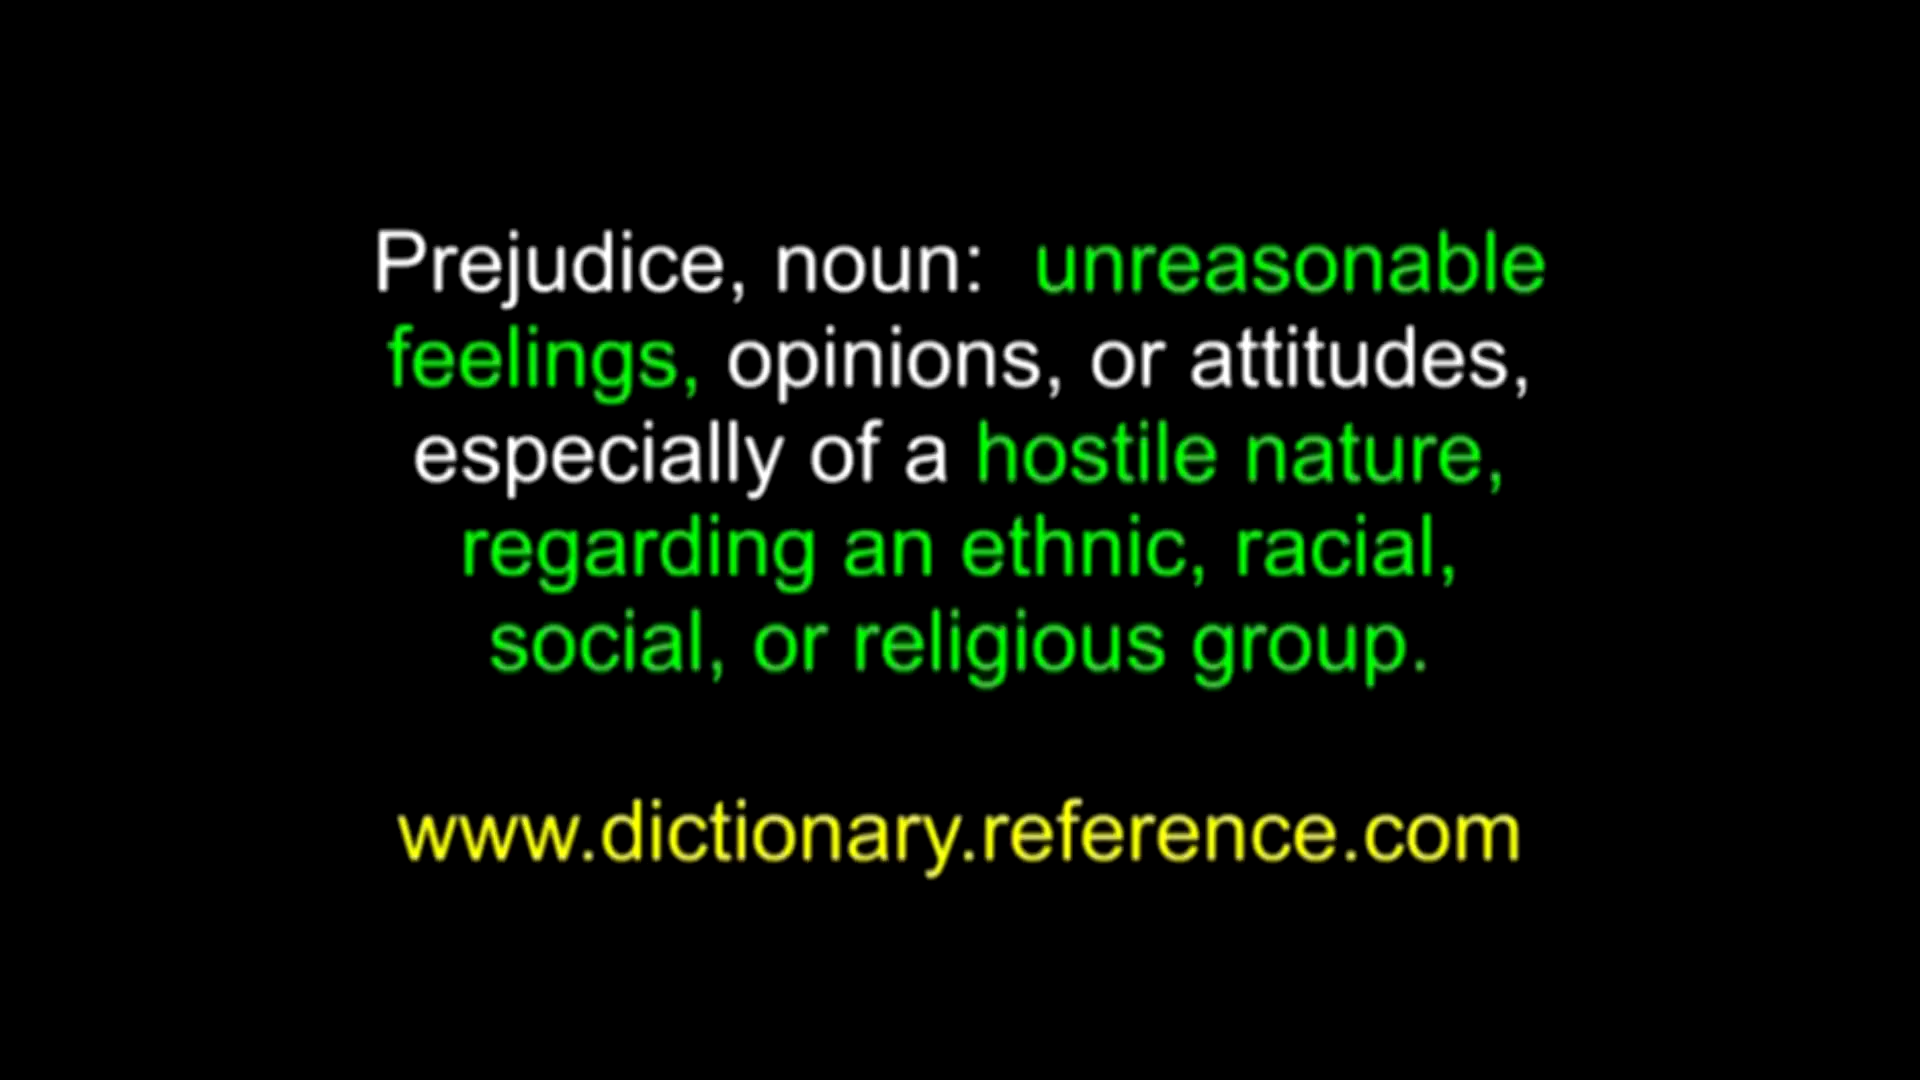 Prejudice, noun:  unreasonable
feelings, opinions, or attitudes,
especially of a hostile nature,
regarding an ethnic, racial,
social, or religious group.
www.dictionary.reference.com